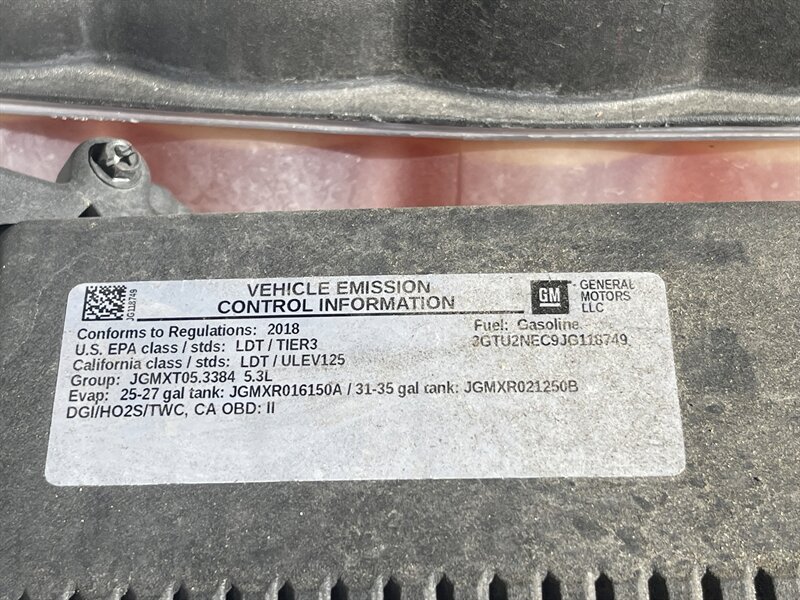 JG118749
VEHICLE EMISSION
CONTROL INFORMATION
GM
GENERAL
MOTORS
LLC
Conforms to Regulations: 2018
Fuel: Gasoline
U.S. EPA class / stds: LDT / TIER3
3GTU2NEC9JG118749
California class / stds: LDT / ULEV125
Group: JGMXT05.3384 5.3L
Evap: 25-27 gal tank: JGMXR016150A / 31-35 gal tank: JGMXR021250B
DGI/HO2S/TWC, CA OBD: II